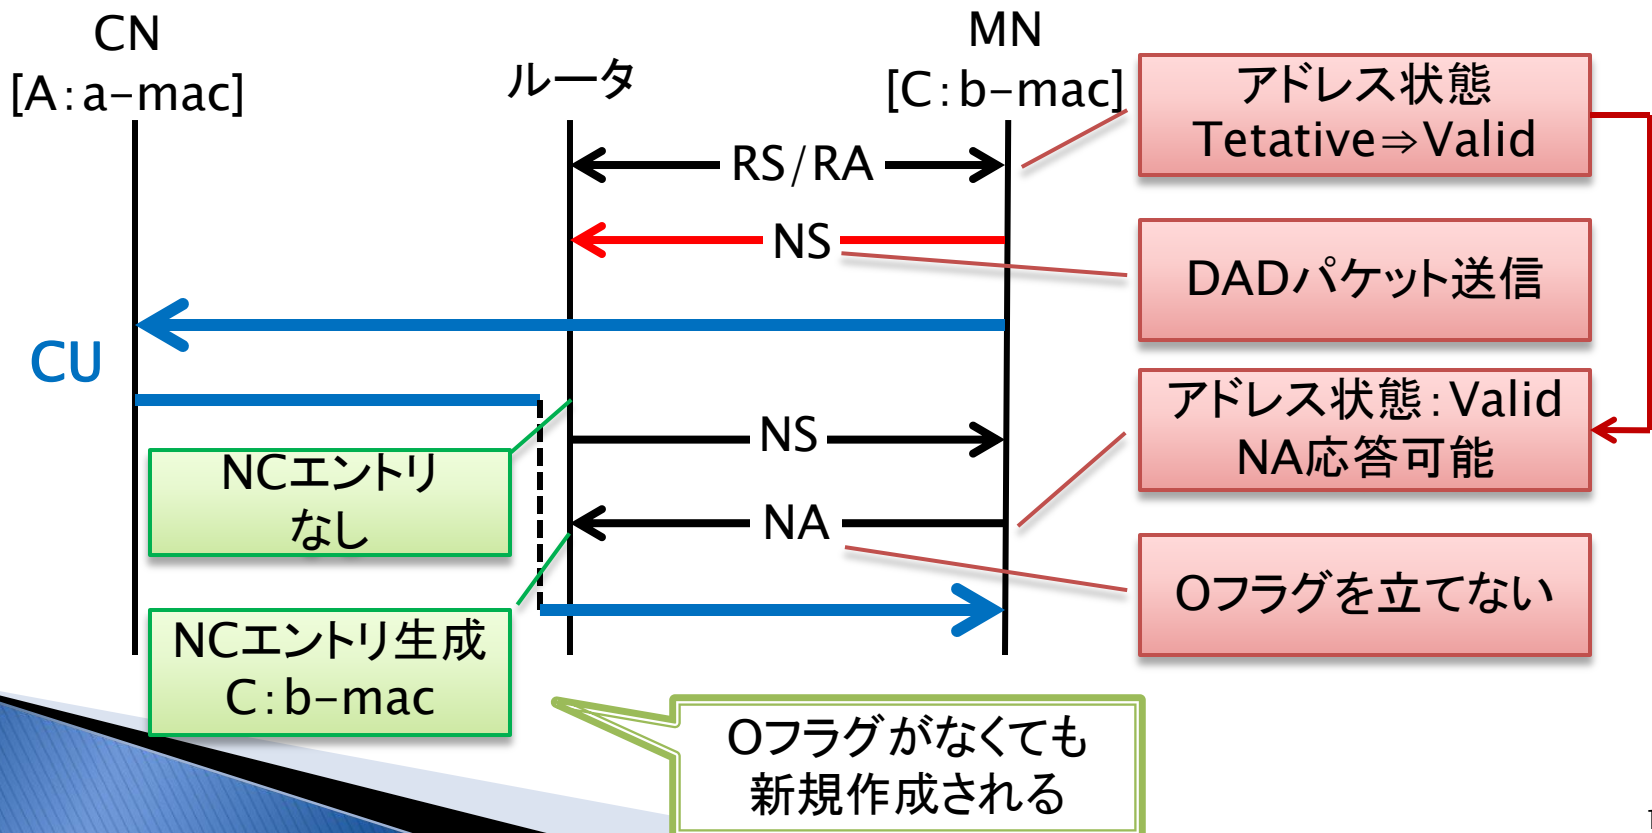 CN
[A:a-mac]
ルータ
MN
[C:b-mac]
アドレス状態
Tetative⇒Valid
RS/RA
NS
DADパケット送信
CU
アドレス状態:Valid
NA応答可能
NS
NCエントリ
なし
NA
Oフラグを立てない
NCエントリ生成
C:b-mac
Oフラグがなくても
新規作成される